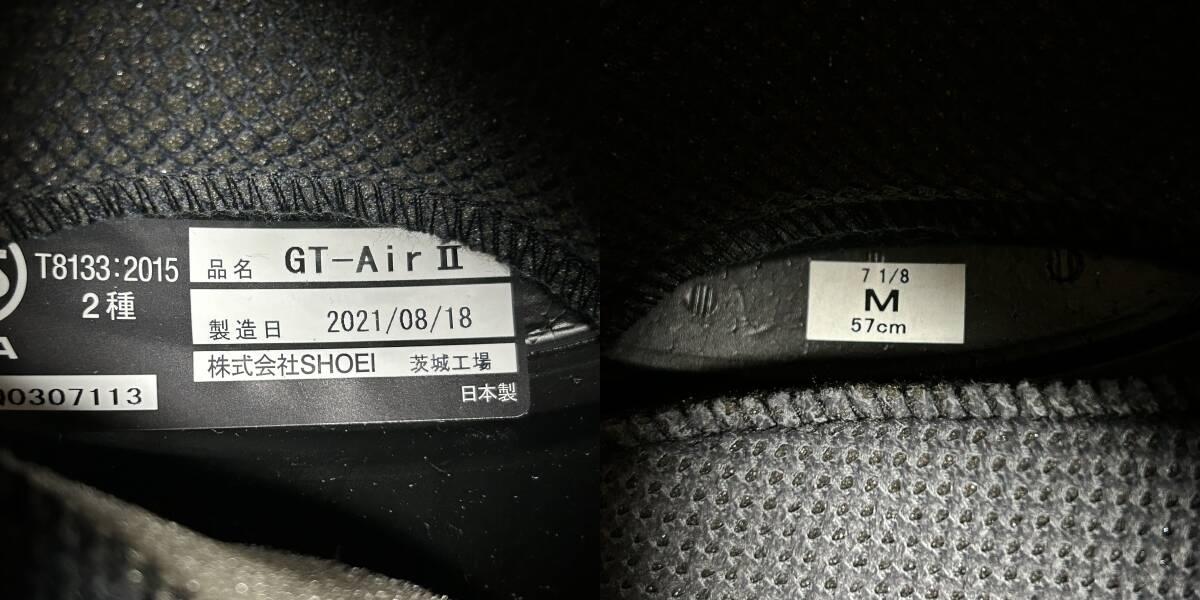 T8133:2015
2種
品名 GT-Air II
製造日 2021/08/18
株式会社SHOEI 茨城工場
0307113
日本製
7 1/8
M
57cm